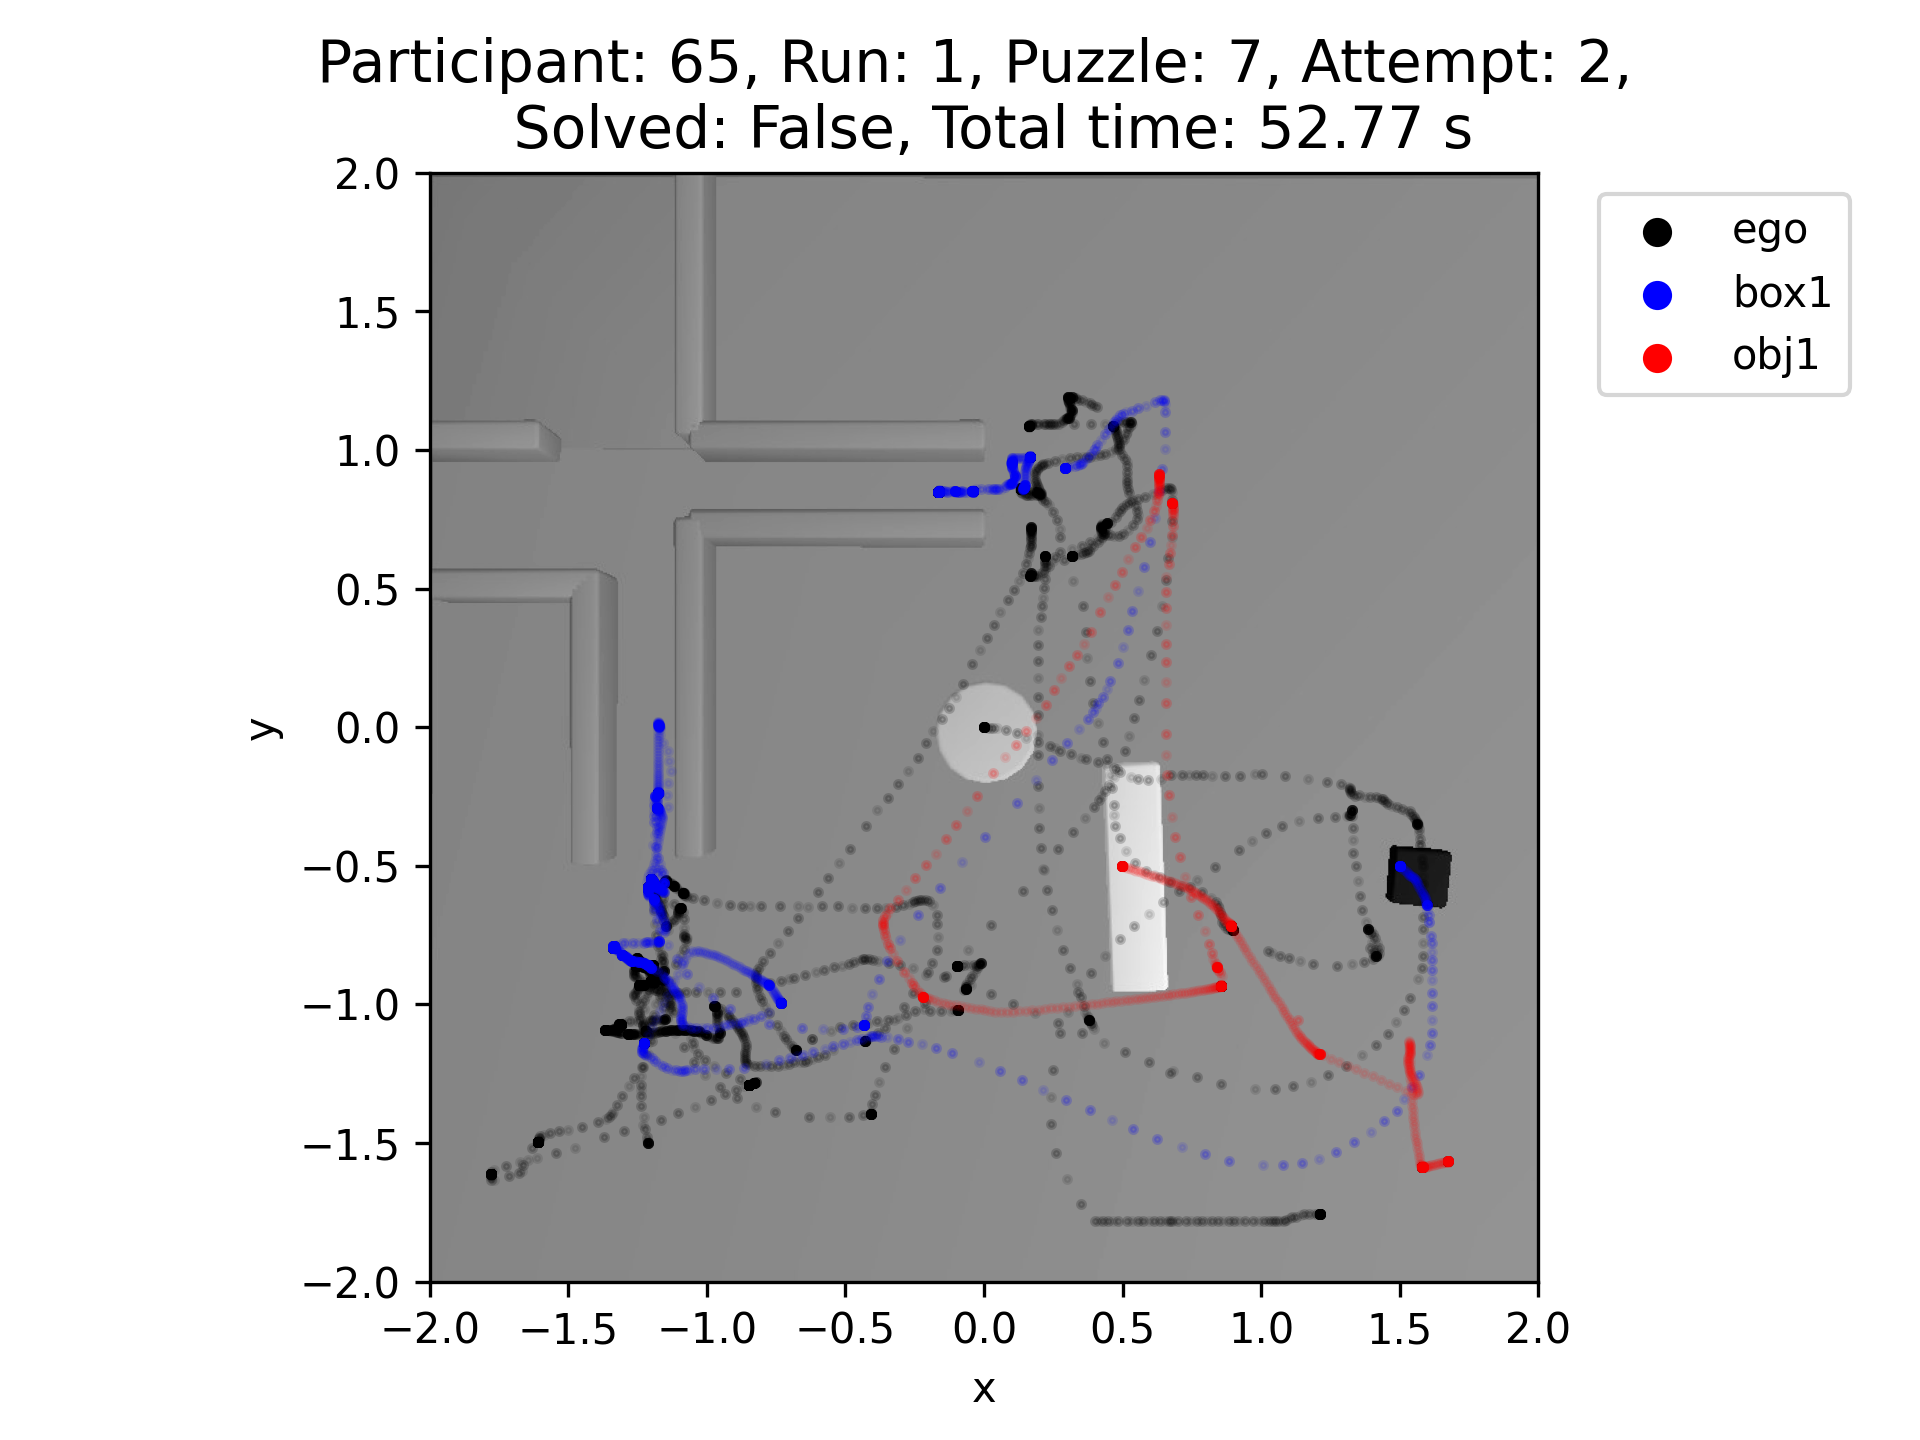 Participant: 65, Run: 1, Puzzle: 7, Attempt: 2,
Solved: False, Total time: 52.77 s
ego
box1
obj1
2.0
1.5
1.0
0.5
0.0
−0.5
−1.0
−1.5
−2.0
y
−2.0 −1.5 −1.0 −0.5 0.0 0.5 1.0 1.5 2.0
x